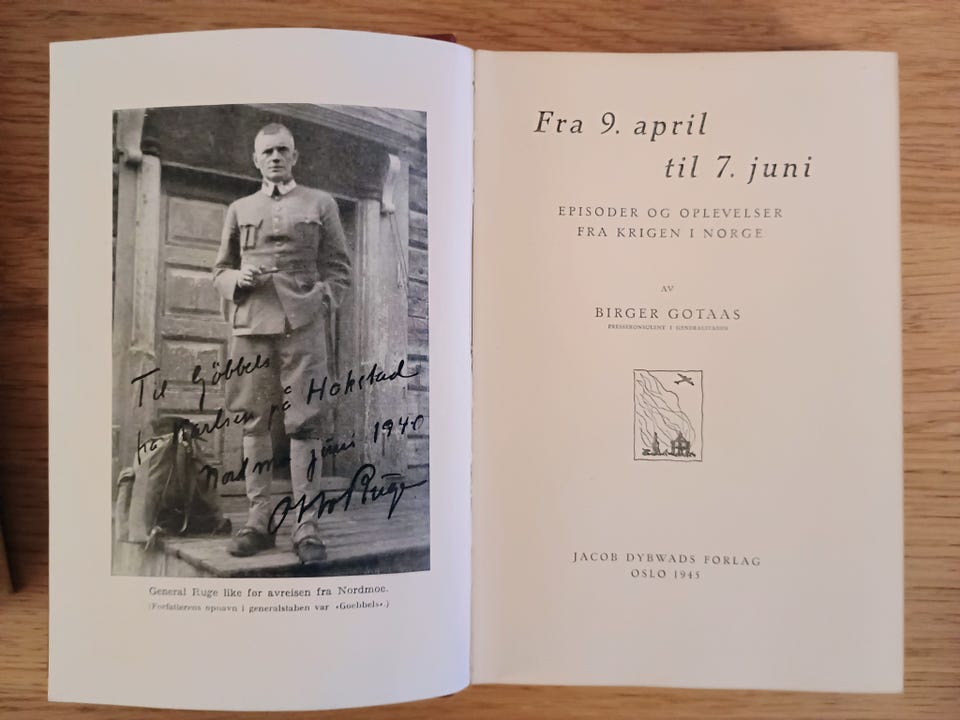 Til Göbbels
fra Karlsen på Hokstad
Nordmo juni 1940
Otto Ruge
General Ruge like før avreisen fra Nordmoe.
(Forfatterens opnavn i generalstaben var «Goebbels».)
Fra 9. april
til 7. juni
EPISODER OG OPLEVELSER
FRA KRIGEN I NORGE
AV
BIRGER GOTAAS
PRESSEKONSULENT I GENERALSTABEN
JACOB DYBWADS FORLAG
OSLO 1945